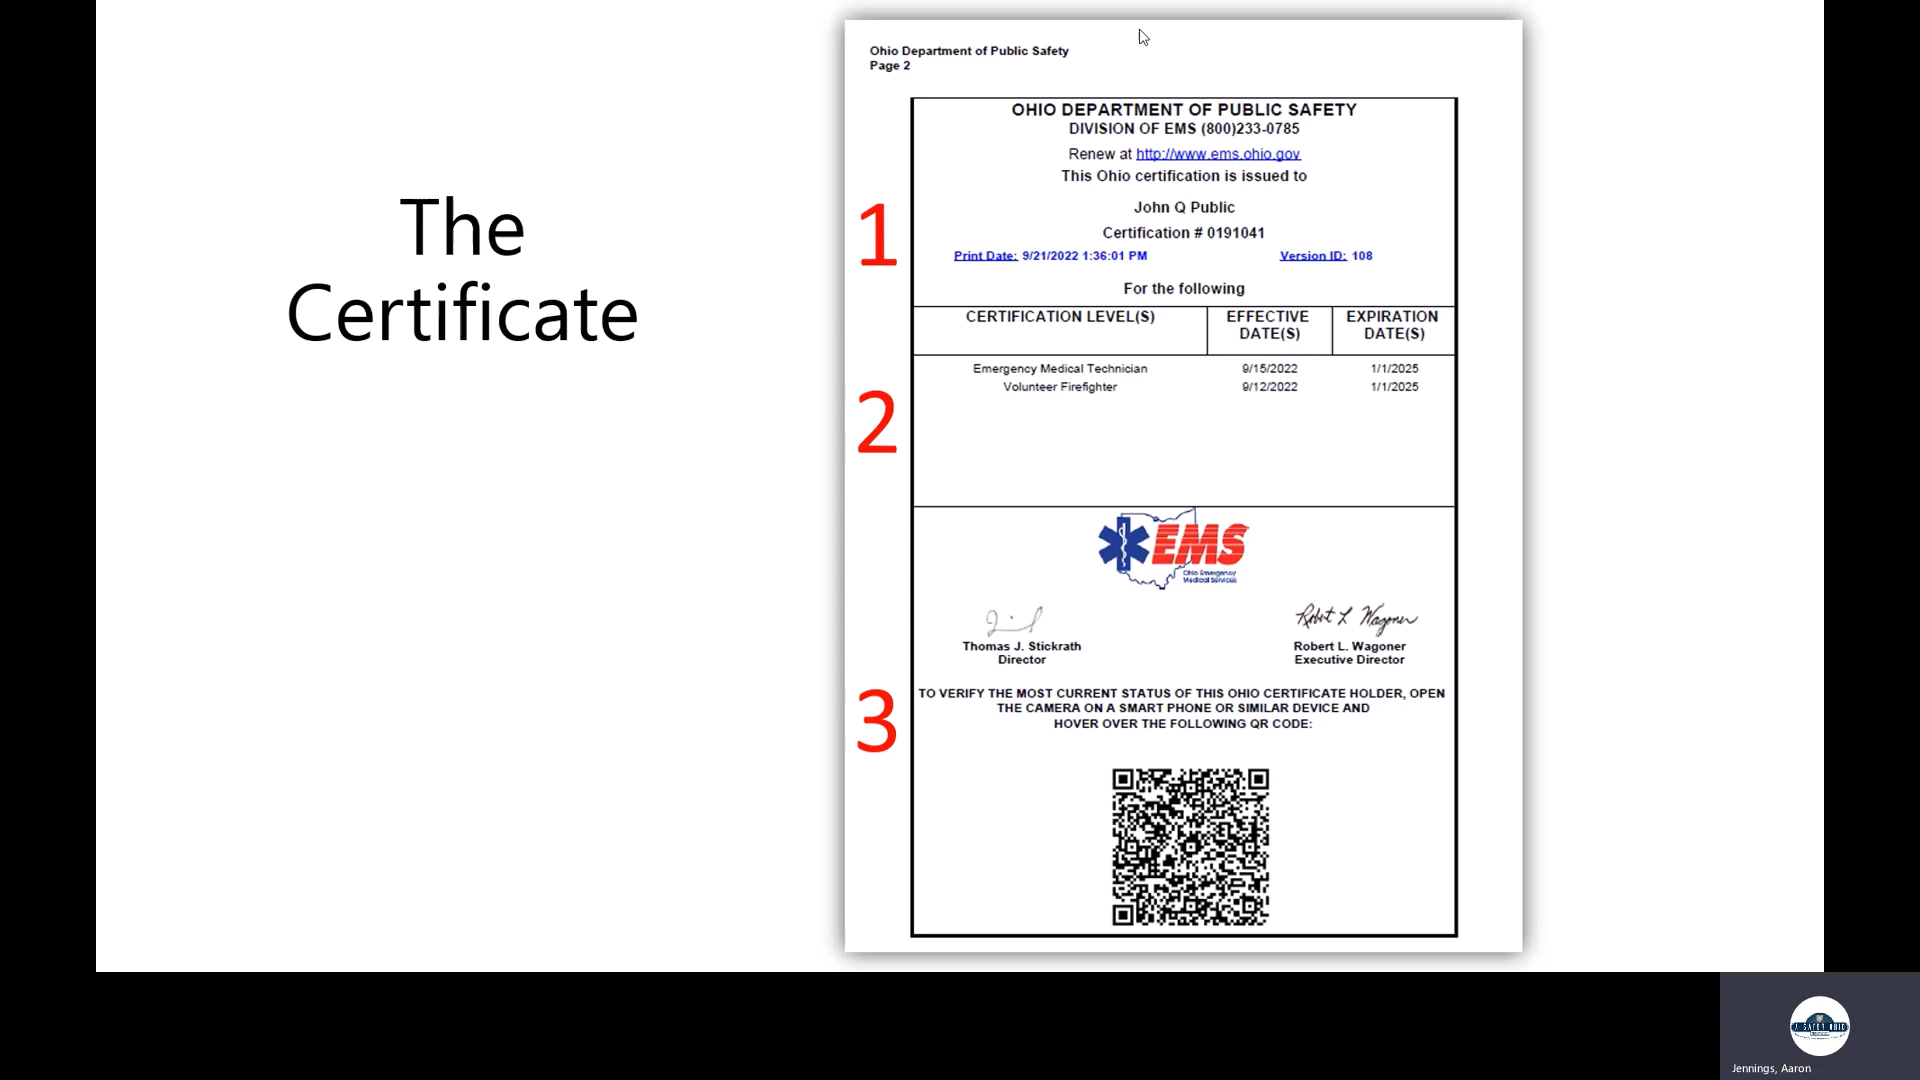 The
Certificate
Ohio Department of Public Safety
Page 2
OHIO DEPARTMENT OF PUBLIC SAFETY
DIVISION OF EMS (800)233-0785
Renew at http://www.ems.ohio.gov
This Ohio certification is issued to
1
John Q Public
Certification # 0191041
Print Date: 9/21/2022 1:36:01 PM Version ID: 108
For the following
CERTIFICATION LEVEL(S) EFFECTIVE DATE(S) EXPIRATION DATE(S)
2
Emergency Medical Technician 9/15/2022 1/1/2025
Volunteer Firefighter 9/12/2022 1/1/2025
EMS
Ohio Emergency
Medical Services
Robert L Wagoner
Thomas J. Stickrath Robert L. Wagoner
Director Executive Director
3
TO VERIFY THE MOST CURRENT STATUS OF THIS OHIO CERTIFICATE HOLDER, OPEN
THE CAMERA ON A SMART PHONE OR SIMILAR DEVICE AND
HOVER OVER THE FOLLOWING QR CODE:
Jennings, Aaron